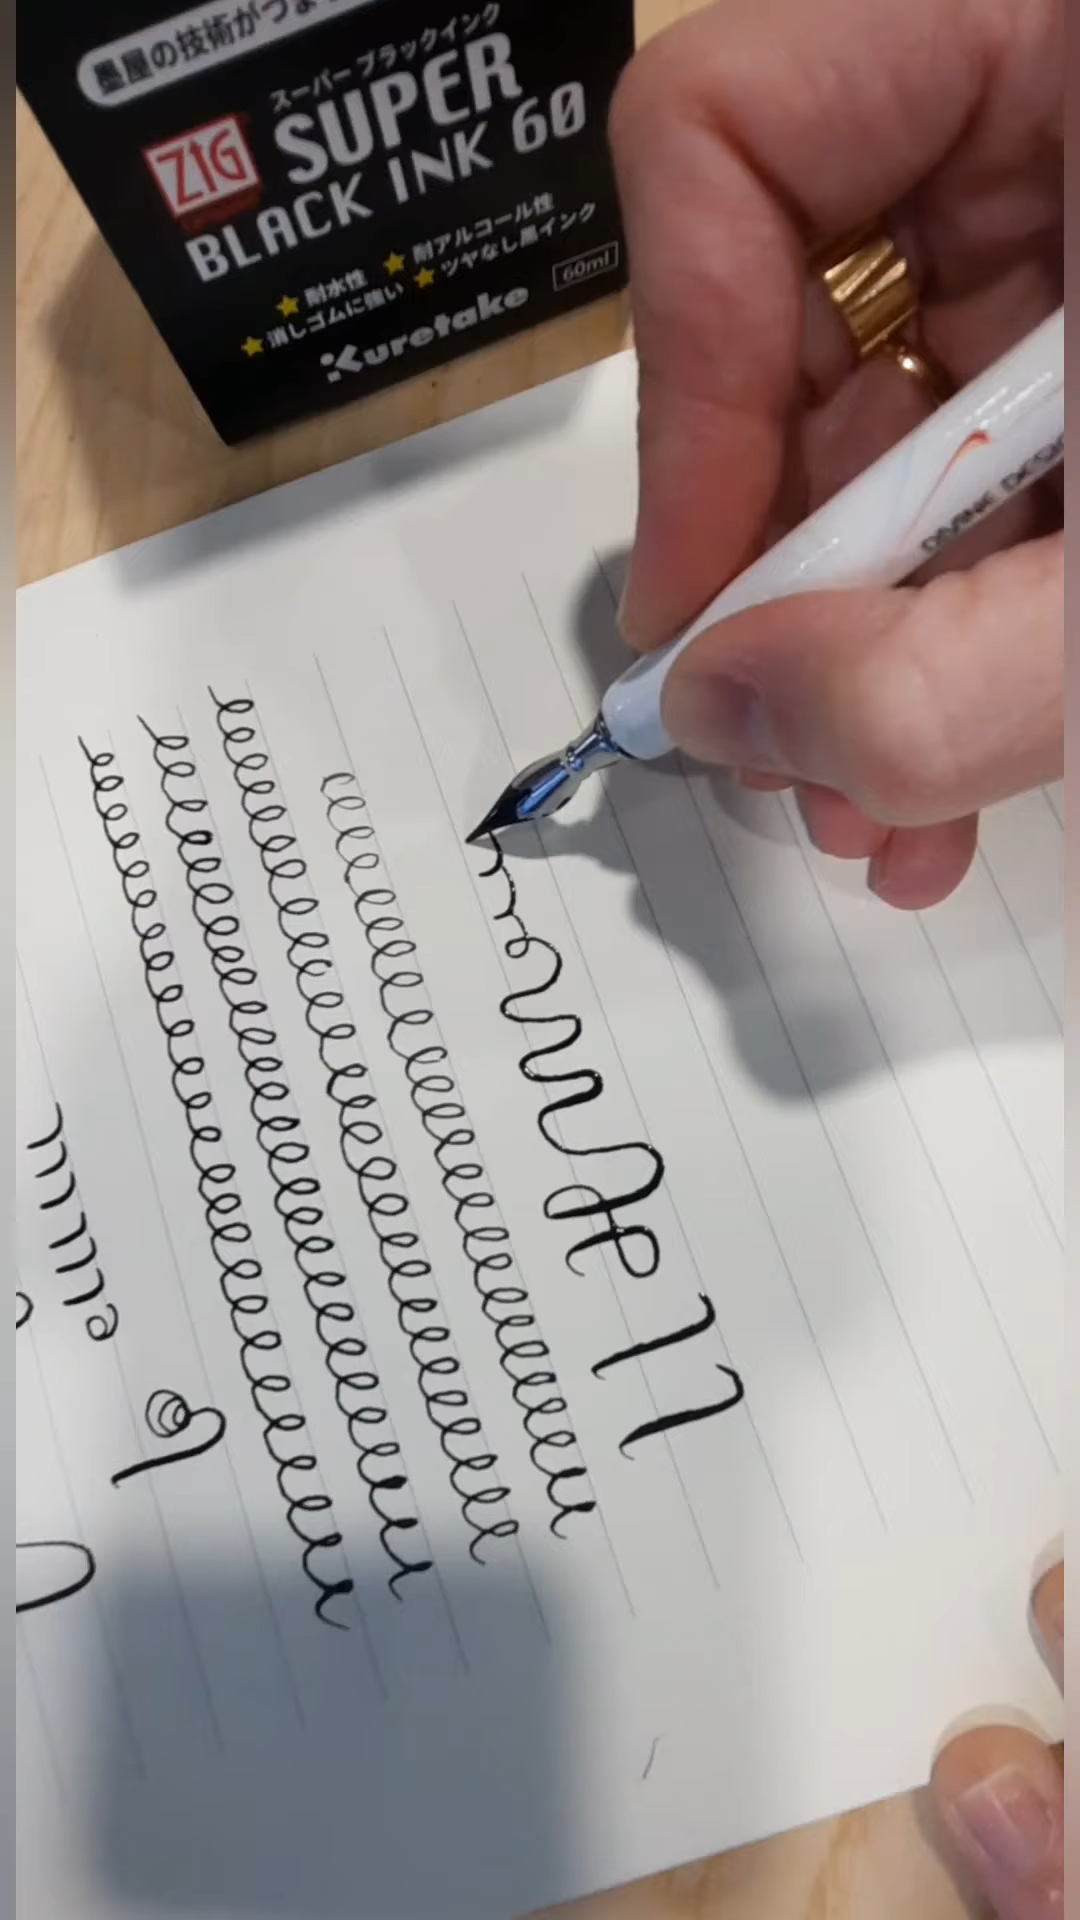 墨屋の技術がつま
スーパーブラックインク
ZIG
SUPER
BLACK INK 60
★耐水性 ★耐アルコール性
★消しゴムに強い ★ツヤなし黒インク
60ml
Kuretake
DIVINE DESIG